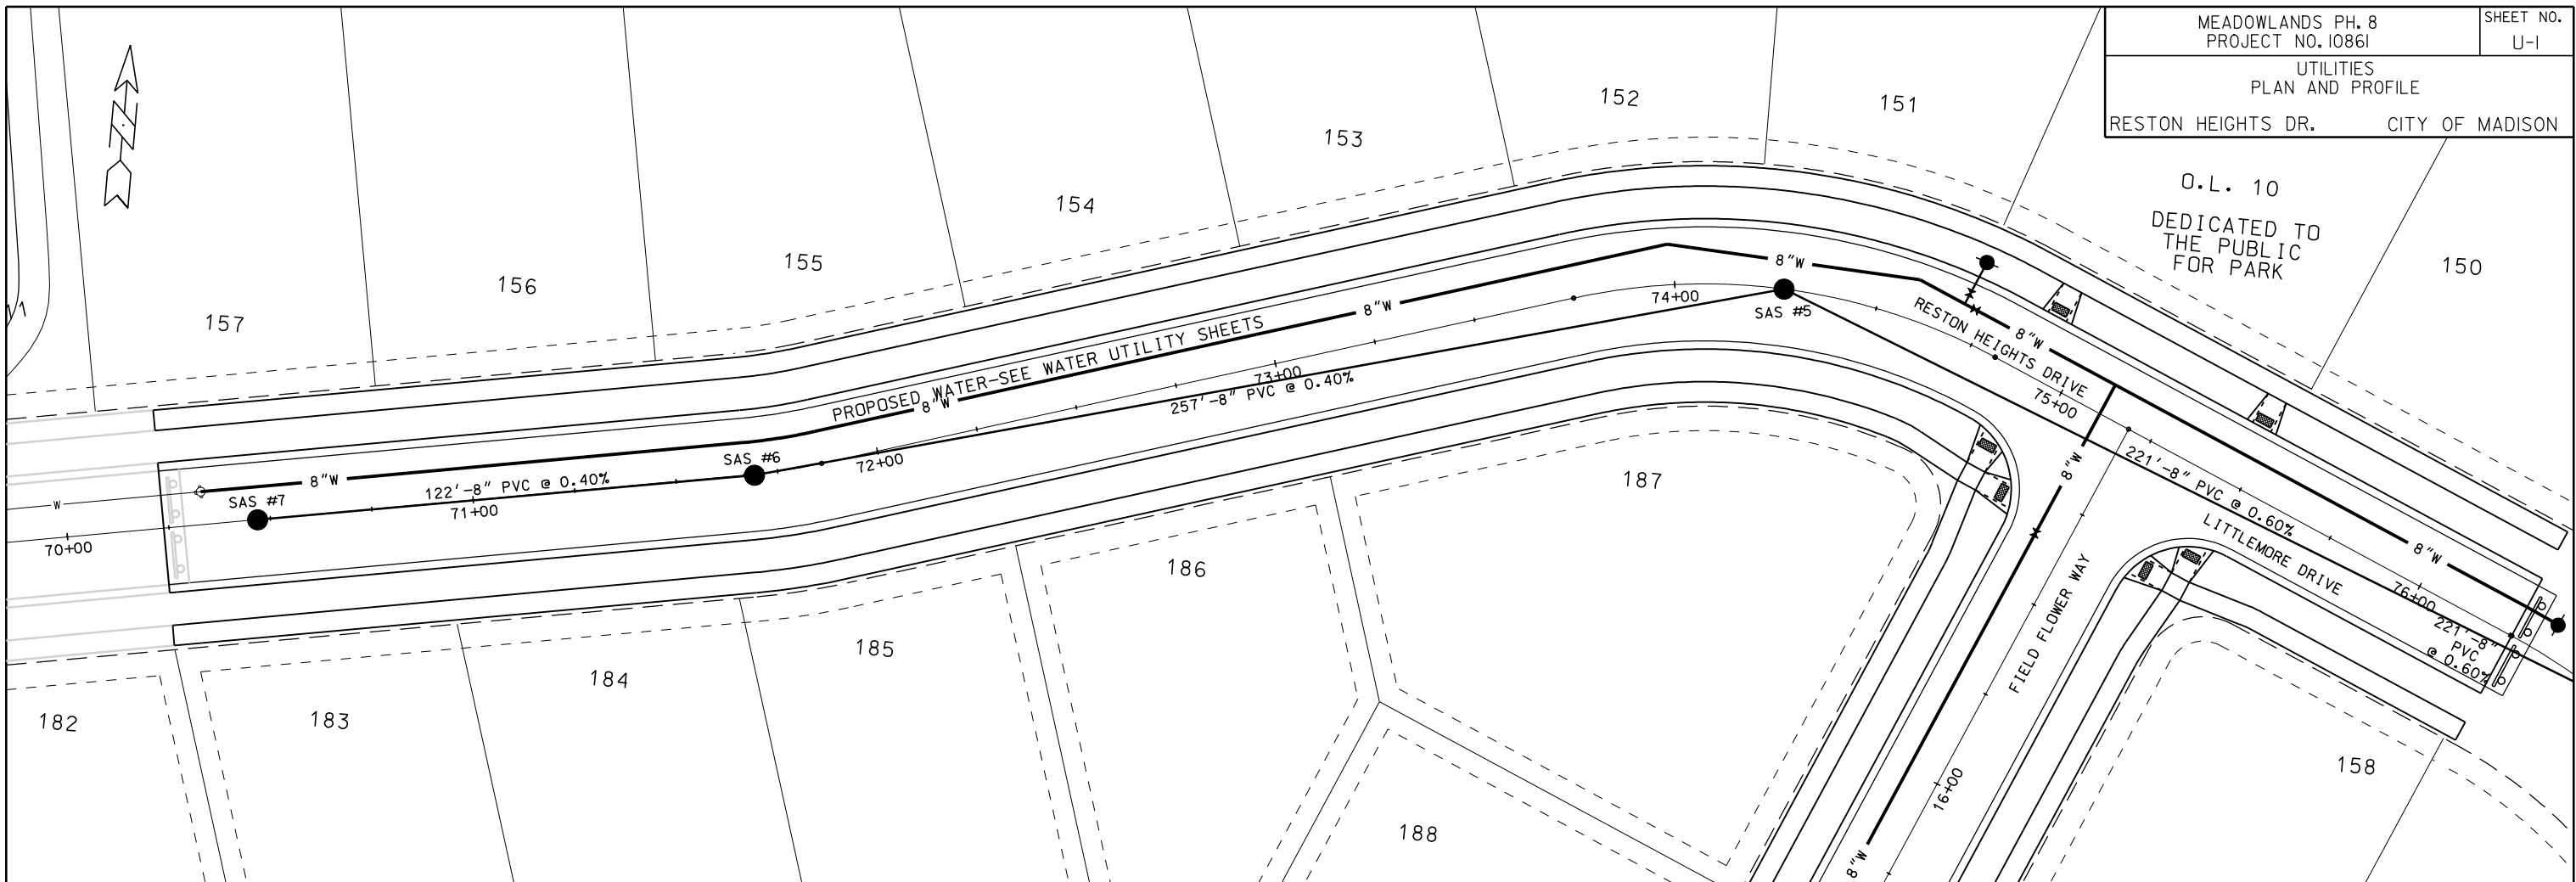 MEADOWLANDS PH. 8
PROJECT NO. 10861
SHEET NO.
U-1
UTILITIES
PLAN AND PROFILE
RESTON HEIGHTS DR. CITY OF MADISON
O.L. 10
DEDICATED TO
THE PUBLIC
FOR PARK
150
151
152
153
154
155
156
157
PROPOSED WATER-SEE WATER UTILITY SHEETS
8"W
8"W
8"W
8"W
8"W
8"W
8"W
8"W
W
SAS #7
SAS #6
SAS #5
122'-8" PVC @ 0.40%
257'-8" PVC @ 0.40%
221'-8" PVC @ 0.60%
221'-8"
PVC
@ 0.60%
70+00
71+00
72+00
73+00
74+00
75+00
76+00
16+00
RESTON HEIGHTS DRIVE
LITTLEMORE DRIVE
FIELD FLOWER WAY
182
183
184
185
186
187
188
158